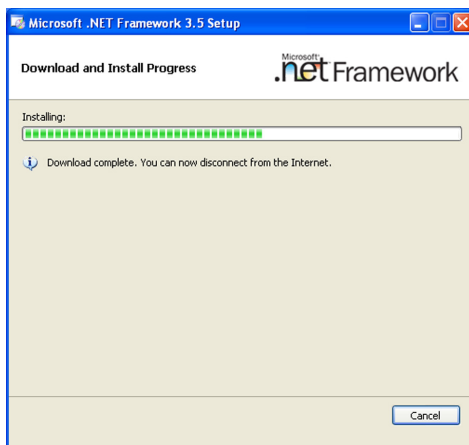 Microsoft .NET Framework 3.5 Setup
Download and Install Progress
Microsoft®
.net Framework
Installing:
Download complete. You can now disconnect from the Internet.
Cancel